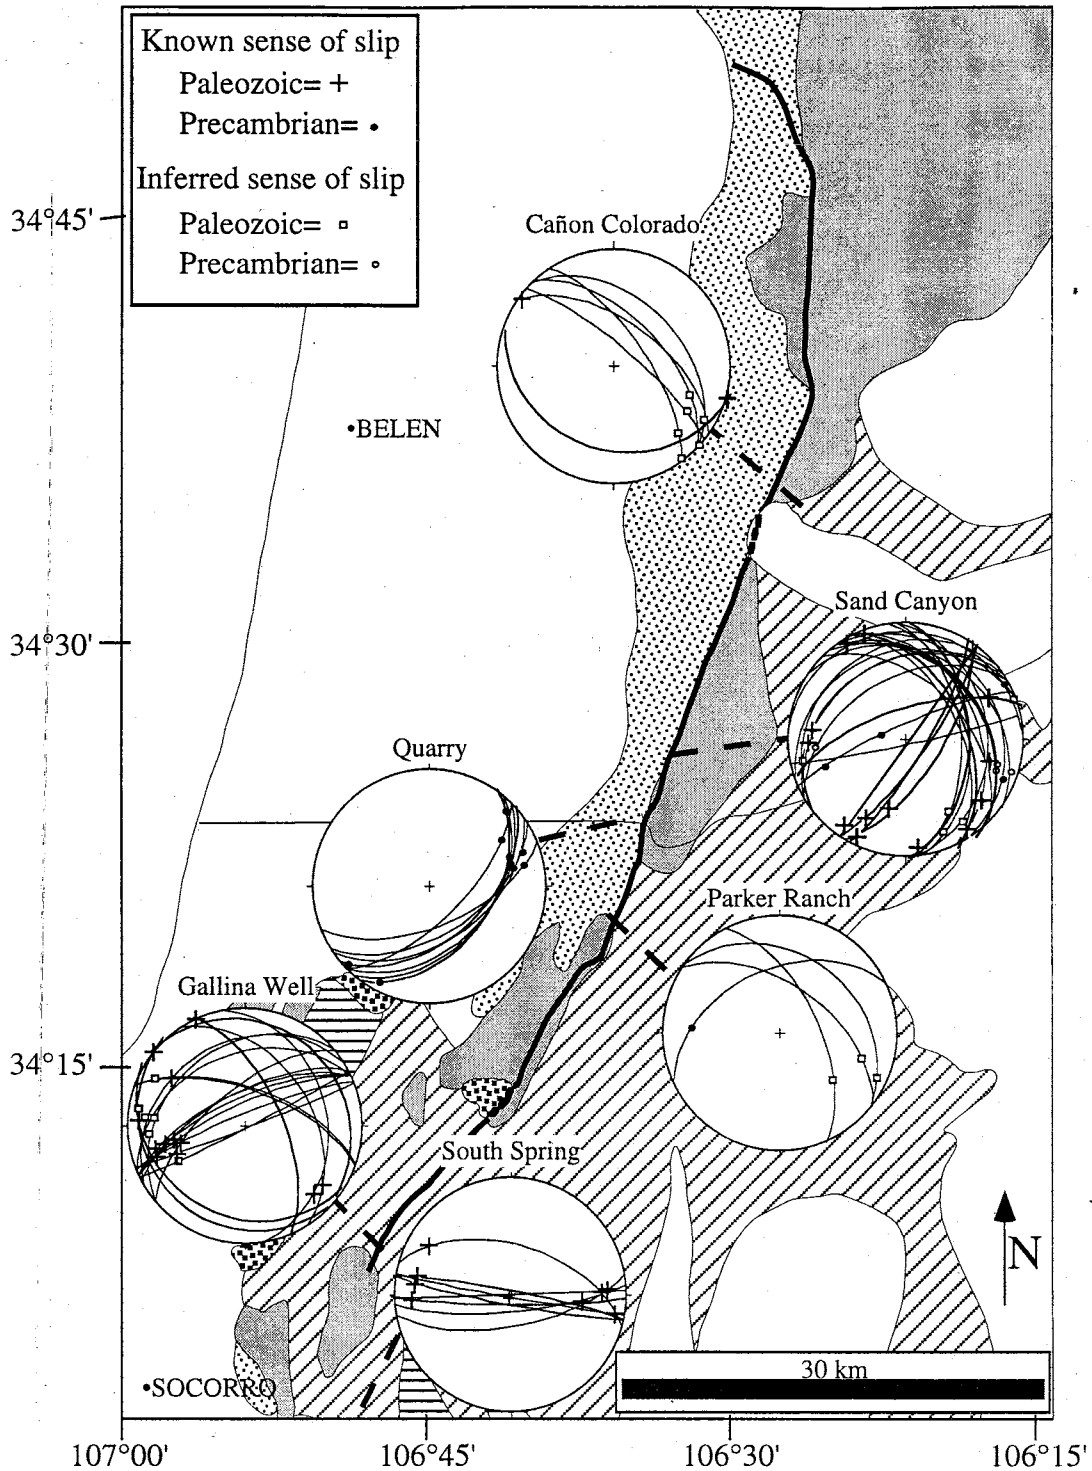 Known sense of slip
Paleozoic= +
Precambrian= •
Inferred sense of slip
Paleozoic= □
Precambrian= ∘
34°45'
Cañon Colorado
•BELEN
34°30'
Sand Canyon
Quarry
Parker Ranch
Gallina Well
34°15'
South Spring
N
30 km
•SOCORRO
107°00'
106°45'
106°30'
106°15'